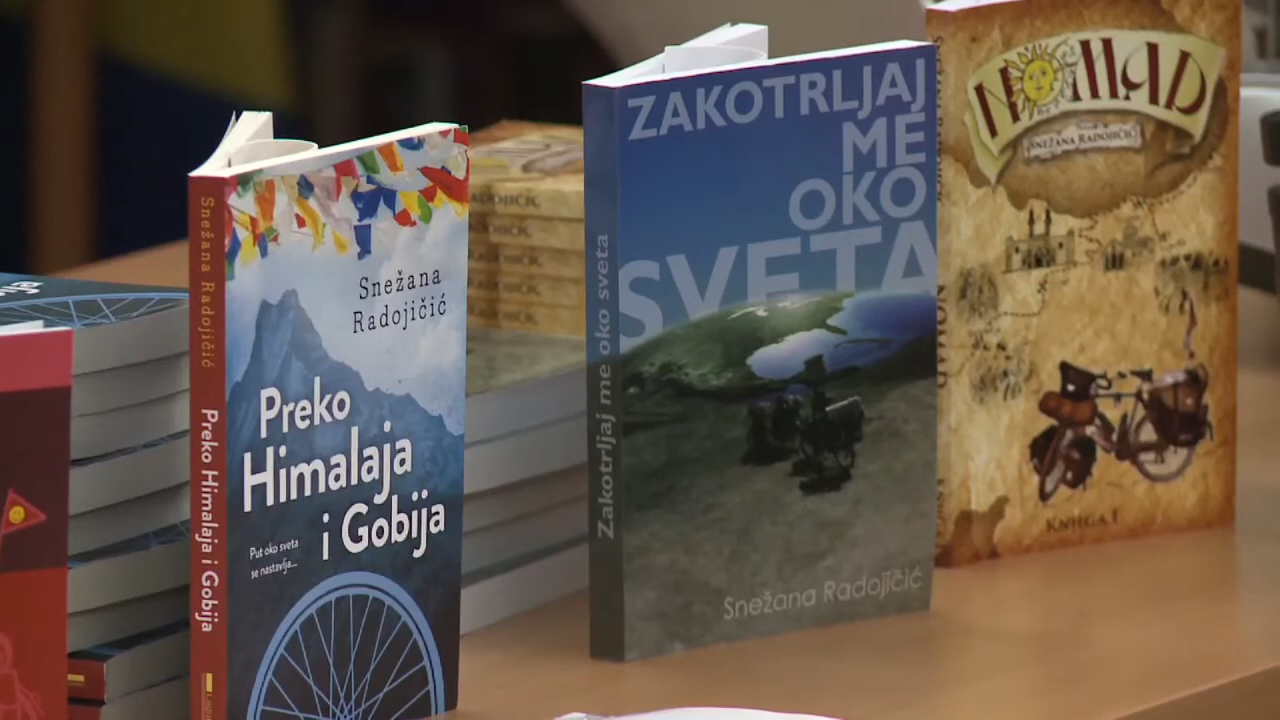 Snežana Radojičić
Preko Himalaja i Gobija
Snežana
Radojičić
Preko
Himalaja
i Gobija
Put oko sveta
se nastavlja...
Zakotrljaj me oko sveta
ZAKOTRLJAJ
ME
OKO
SVETA
Snežana Radojičić
NOMAD
SNEŽANA RADOJIČIĆ
KNJIGA I
NOMAD